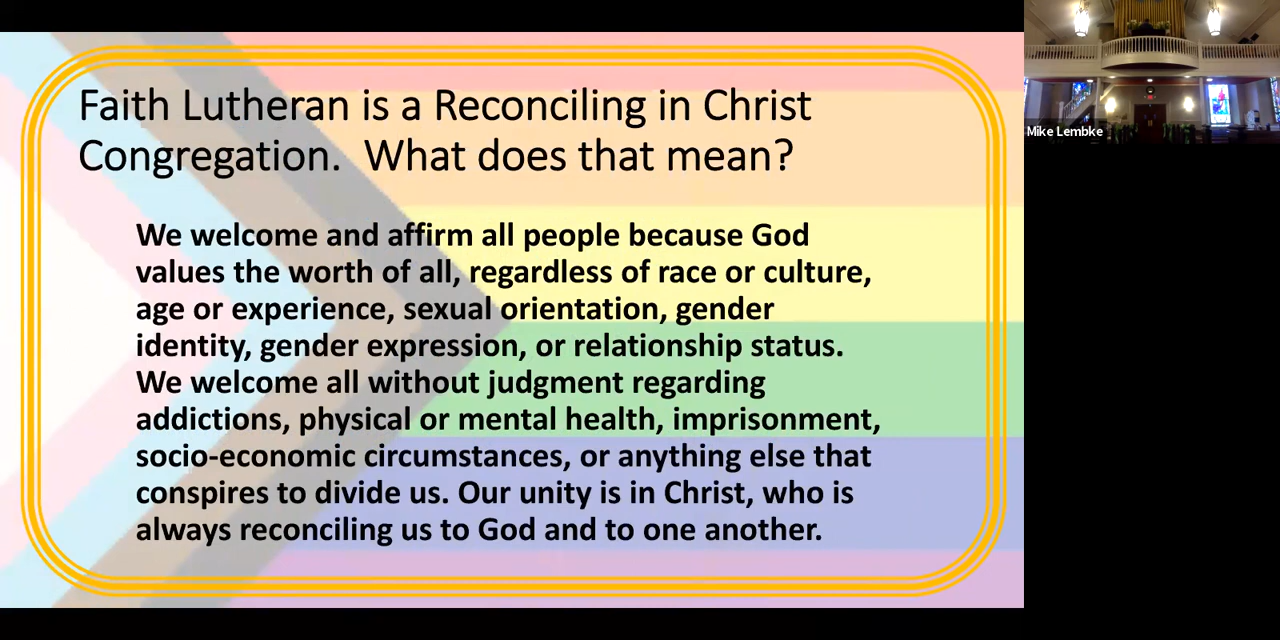 Faith Lutheran is a Reconciling in Christ
Congregation.  What does that mean?
We welcome and affirm all people because God
values the worth of all, regardless of race or culture,
age or experience, sexual orientation, gender
identity, gender expression, or relationship status.
We welcome all without judgment regarding
addictions, physical or mental health, imprisonment,
socio-economic circumstances, or anything else that
conspires to divide us. Our unity is in Christ, who is
always reconciling us to God and to one another.
Mike Lembke